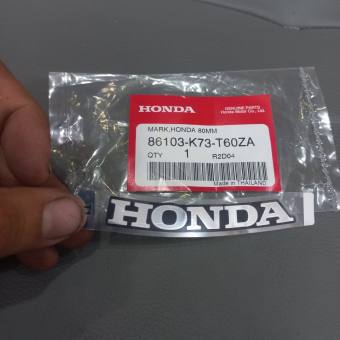 HONDA
GENUINE PARTS
Honda Motor Co., Ltd.
MARK,HONDA 80MM
86103-K73-T60ZA
QTY 1 R2D04
Made in THAILAND
HONDA